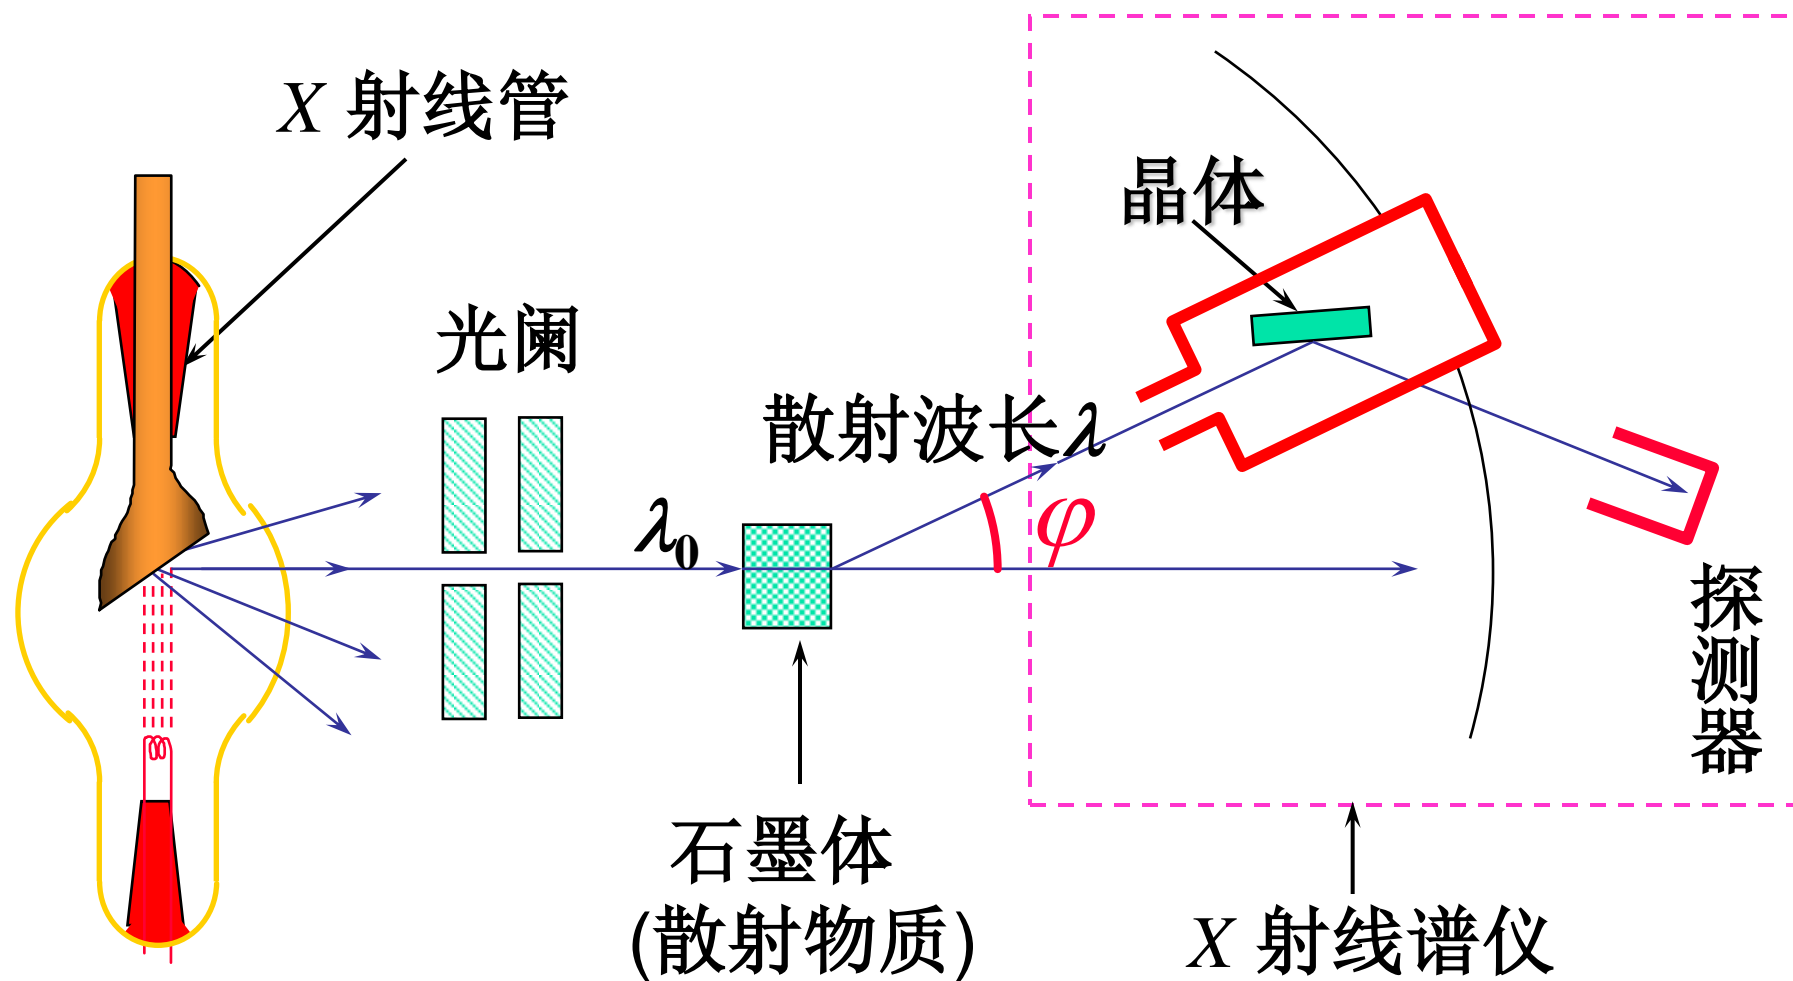 X 射线管
晶体
光阑
散射波长λ
λ0
φ
探测器
石墨体
(散射物质)
X 射线谱仪